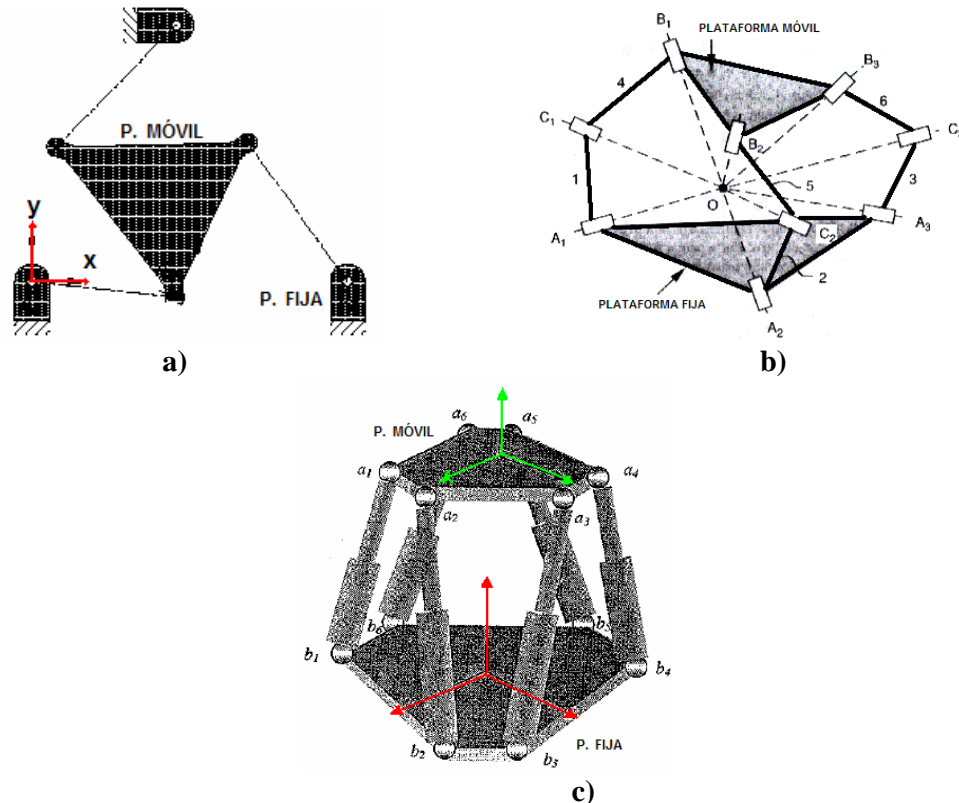 P. MÓVIL
y
x
P. FIJA
a)
B1
PLATAFORMA MÓVIL
B3
4
6
C1
B2
1
O
5
3
A1
C2
A3
2
PLATAFORMA FIJA
A2
b)
a6
a5
P. MÓVIL
a1
a4
a2
a3
b6
b5
b1
b4
b2
b3
P. FIJA
c)